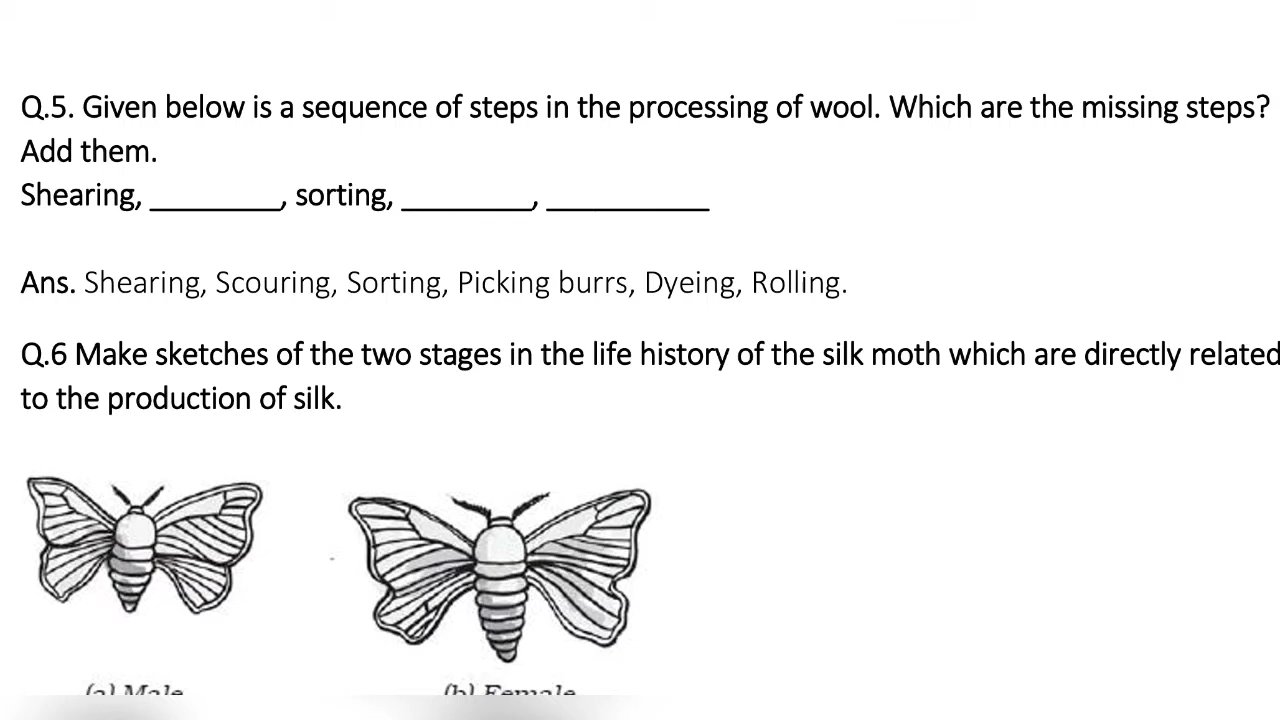 Q.5. Given below is a sequence of steps in the processing of wool. Which are the missing steps?
Add them.
Shearing, ________, sorting, ________, __________
Ans. Shearing, Scouring, Sorting, Picking burrs, Dyeing, Rolling.
Q.6 Make sketches of the two stages in the life history of the silk moth which are directly related
to the production of silk.
(a) Male (b) Female